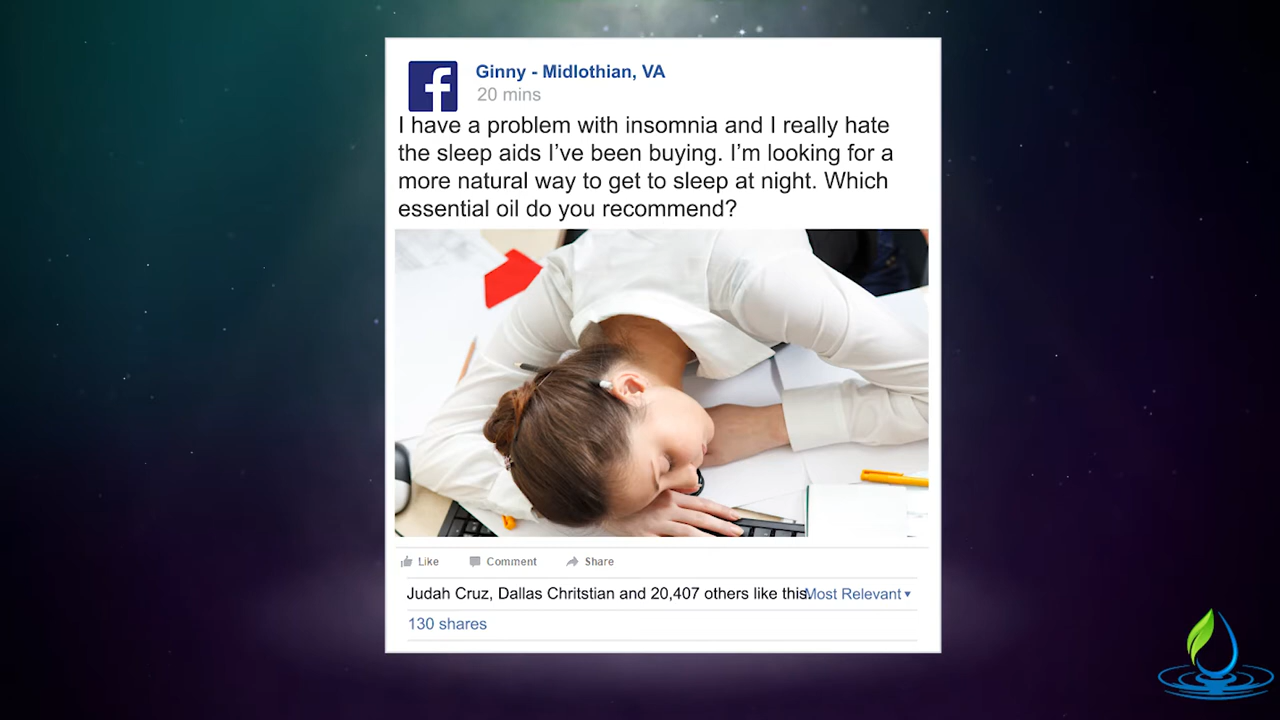 Ginny - Midlothian, VA
20 mins
I have a problem with insomnia and I really hate
the sleep aids I've been buying. I'm looking for a
more natural way to get to sleep at night. Which
essential oil do you recommend?
Like Comment Share
Judah Cruz, Dallas Chritstian and 20,407 others like this. Most Relevant
130 shares